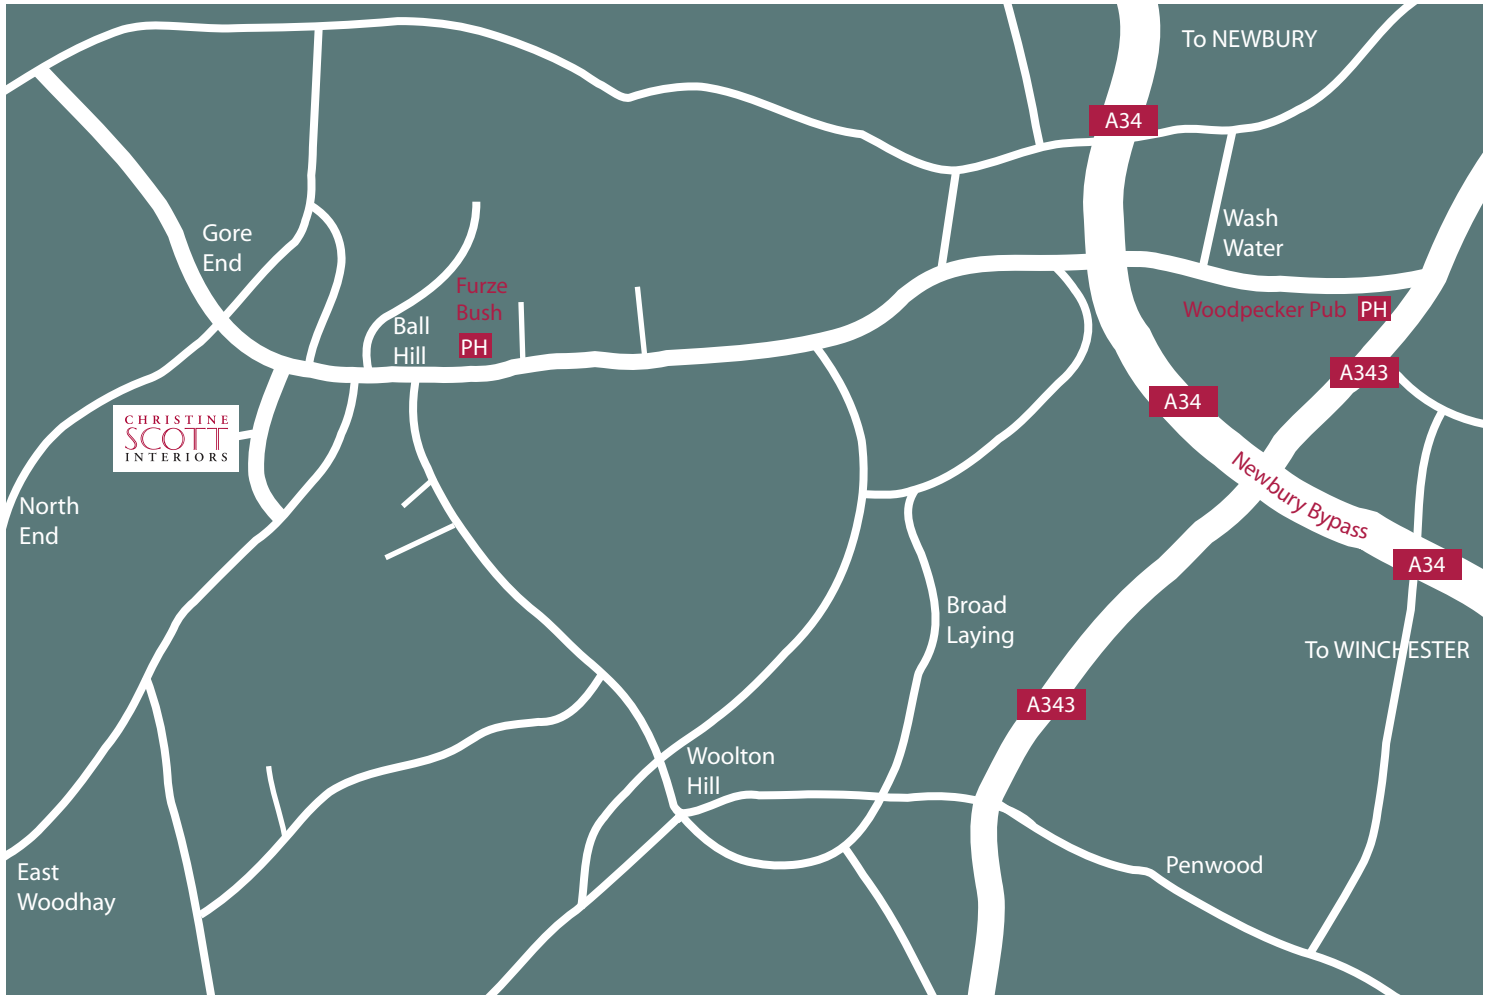 To NEWBURY
A34
Wash
Water
Gore
End
Furze
Bush
PH
Ball
Hill
Woodpecker Pub PH
A343
A34
CHRISTINE
SCOTT
INTERIORS
Newbury Bypass
North
End
A34
Broad
Laying
To WINCHESTER
A343
Woolton
Hill
Penwood
East
Woodhay